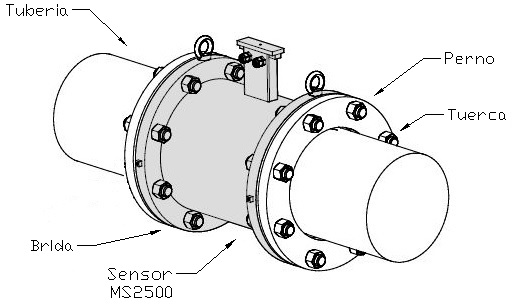 Tuberia
Perno
Tuerca
Brida
Sensor
MS2500